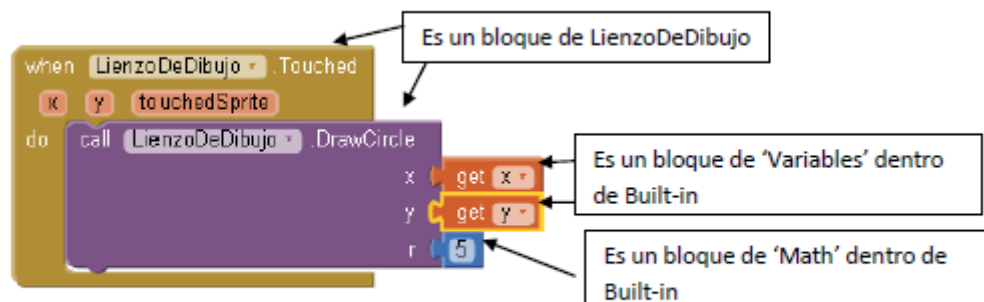 Es un bloque de LienzoDeDibujo
when LienzoDeDibujo .Touched
x y touchedSprite
do call LienzoDeDibujo .DrawCircle
x get x
y get y
r 5
Es un bloque de ‘Variables’ dentro
de Built-in
Es un bloque de ‘Math’ dentro de
Built-in